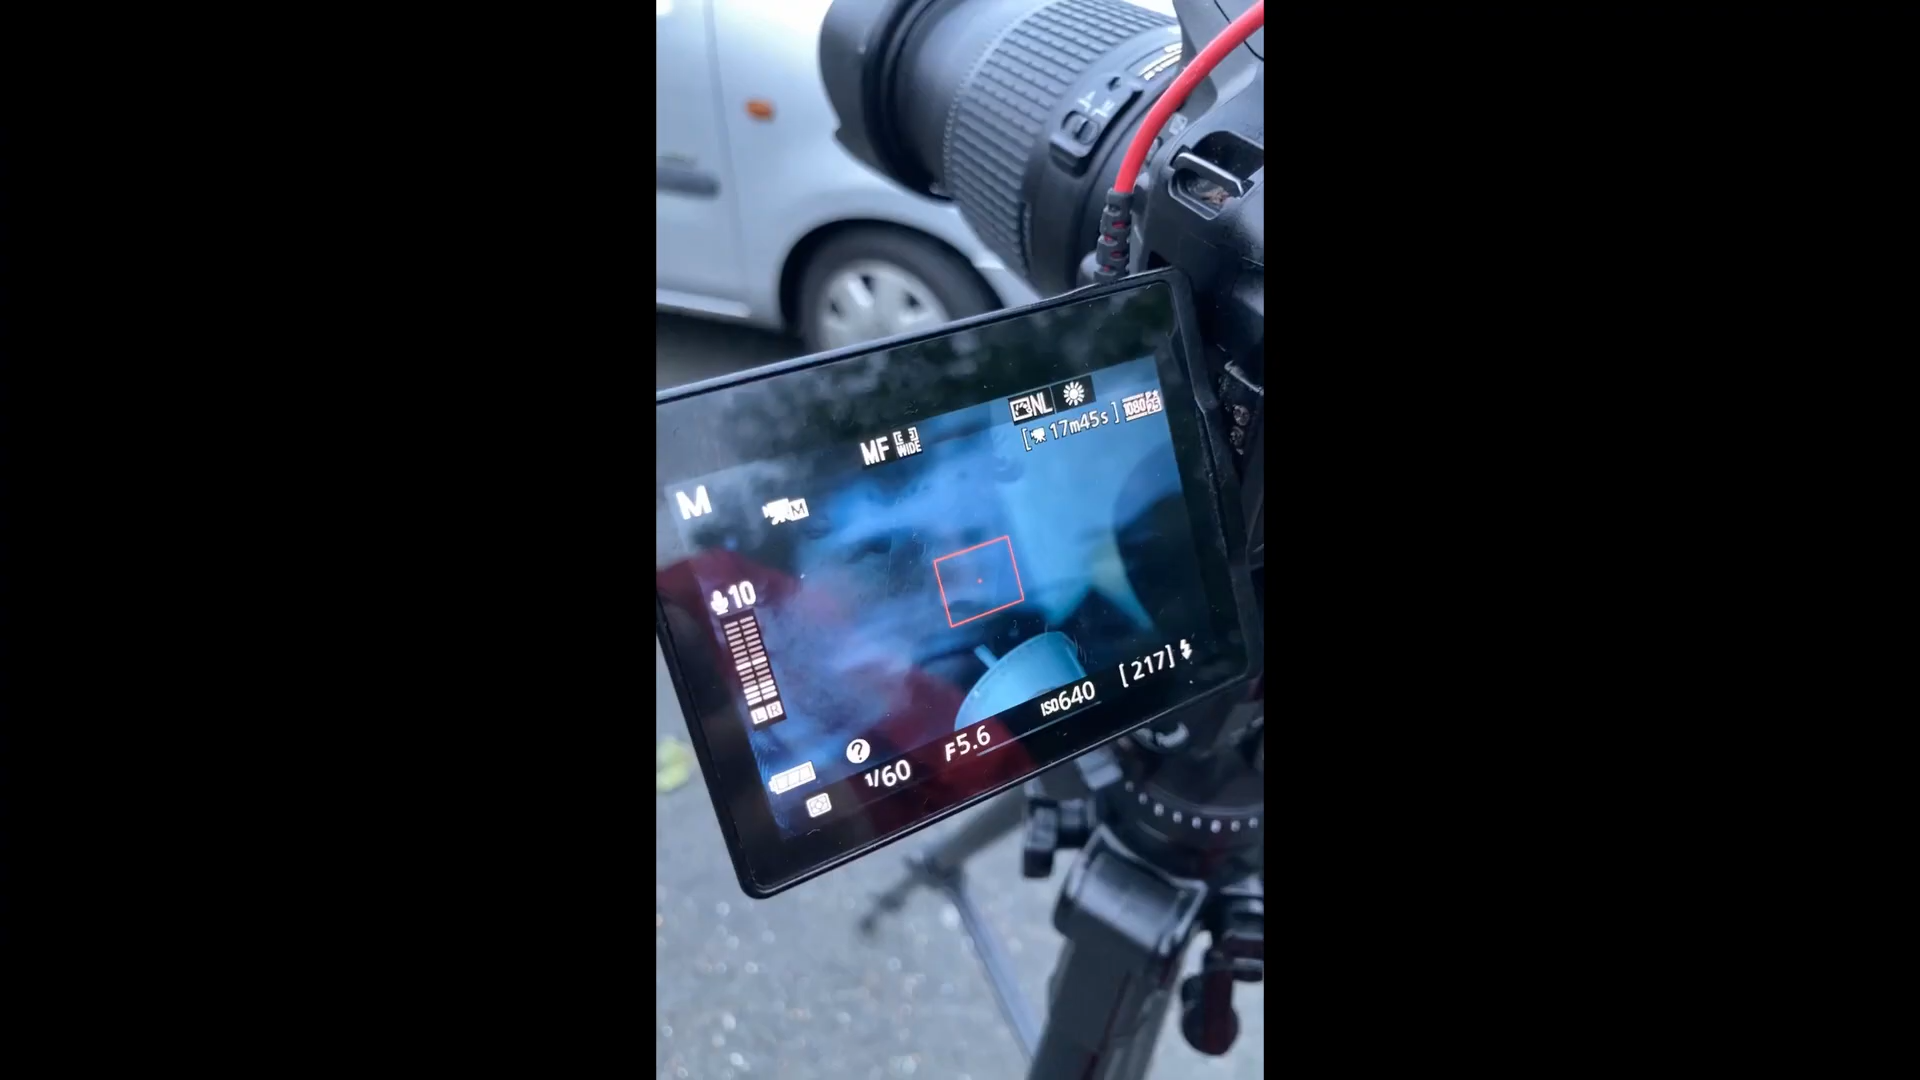 NL
[ 17m45s ] 1080
MF WIDE
M
M
10
L R
[217]
ISO640
F5.6
?
1/60